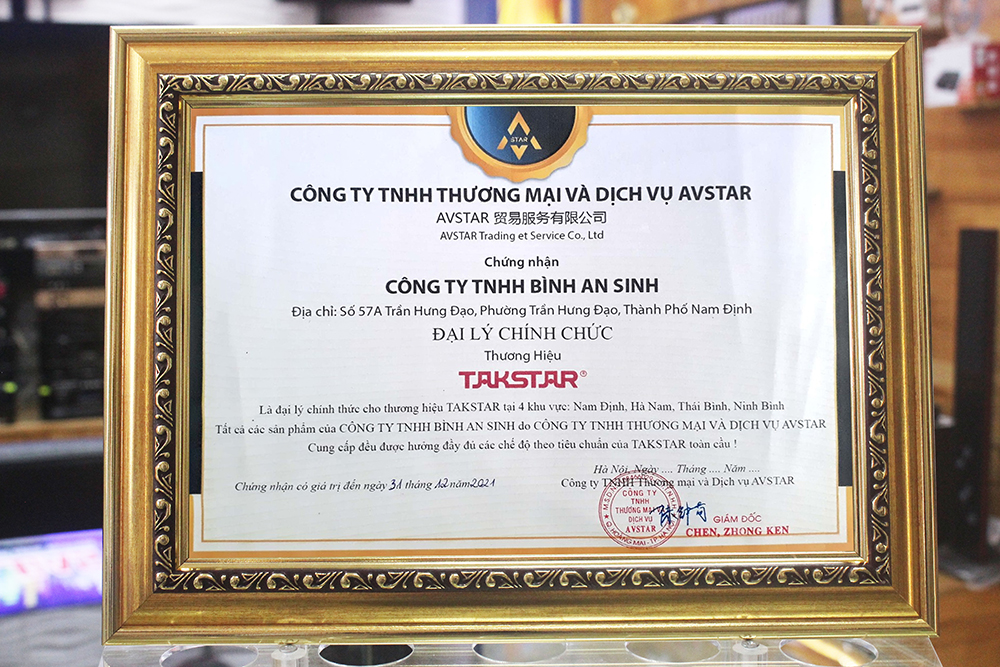 STAR
CÔNG TY TNHH THƯƠNG MẠI VÀ DỊCH VỤ AVSTAR
AVSTAR 贸易服务有限公司
AVSTAR Trading et Service Co., Ltd
Chứng nhận
CÔNG TY TNHH BÌNH AN SINH
Địa chỉ: Số 57A Trần Hưng Đạo, Phường Trần Hưng Đạo, Thành Phố Nam Định
ĐẠI LÝ CHÍNH CHỨC
Thương Hiệu
TAKSTAR®
Là đại lý chính thức cho thương hiệu TAKSTAR tại 4 khu vực: Nam Định, Hà Nam, Thái Bình, Ninh Bình
Tất cả các sản phẩm của CÔNG TY TNHH BÌNH AN SINH do CÔNG TY TNHH THƯƠNG MẠI VÀ DỊCH VỤ AVSTAR
Cung cấp đều được hưởng đầy đủ các chế độ theo tiêu chuẩn của TAKSTAR toàn cầu !
Hà Nội, Ngày .... Tháng .... Năm ....
Công ty TNHH Thương mại và Dịch vụ AVSTAR
Chứng nhận có giá trị đến ngày 31 tháng 12 năm 2021
CÔNG TY
TNHH
THƯƠNG MẠI
DỊCH VỤ
AVSTAR
Q. HOÀNG MAI - TP. HÀ NỘI
GIÁM ĐỐC
CHEN, ZHONG KEN